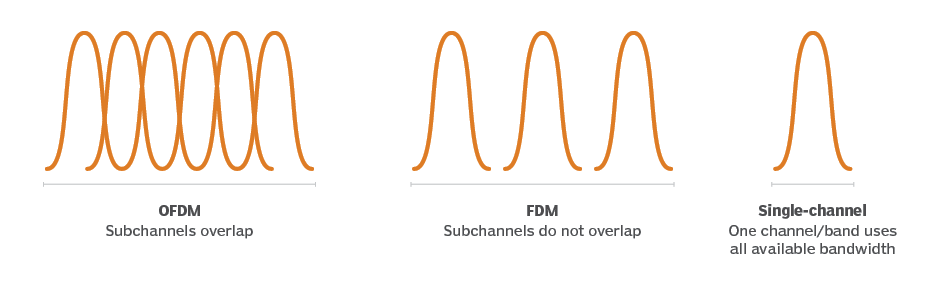 OFDM
Subchannels overlap
FDM
Subchannels do not overlap
Single-channel
One channel/band uses
all available bandwidth